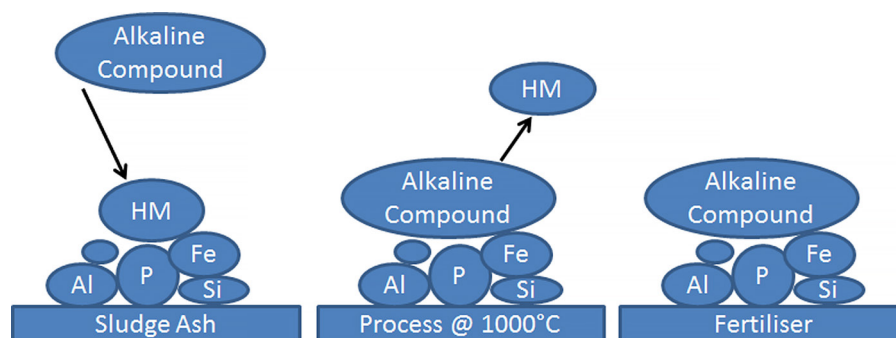 Alkaline
Compound
HM
Al
P
Fe
Si
Sludge Ash
HM
Alkaline
Compound
Al
P
Fe
Si
Process @ 1000°C
Alkaline
Compound
Al
P
Fe
Si
Fertiliser